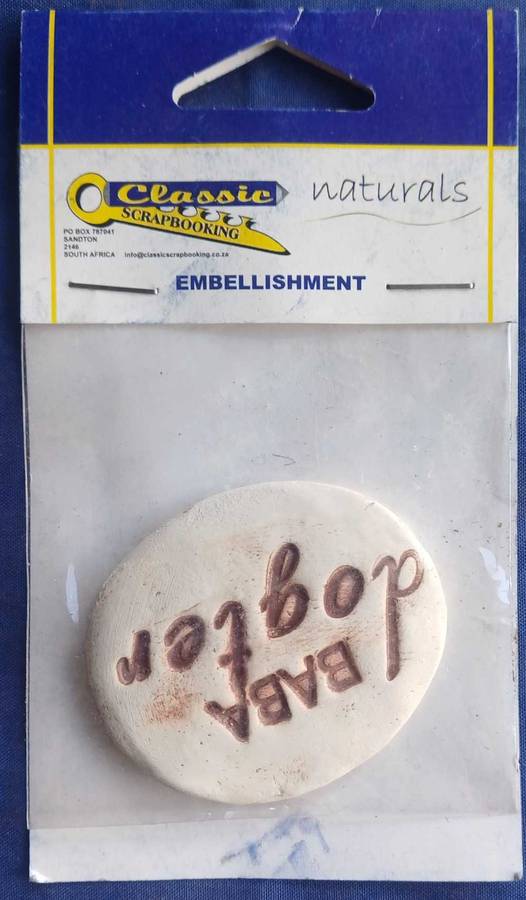 Classic
SCRAPBOOKING
naturals
PO BOX 787041
SANDTON
2146
SOUTH AFRICA info@classicscrapbooking.co.za
EMBELLISHMENT
BABA
dogter